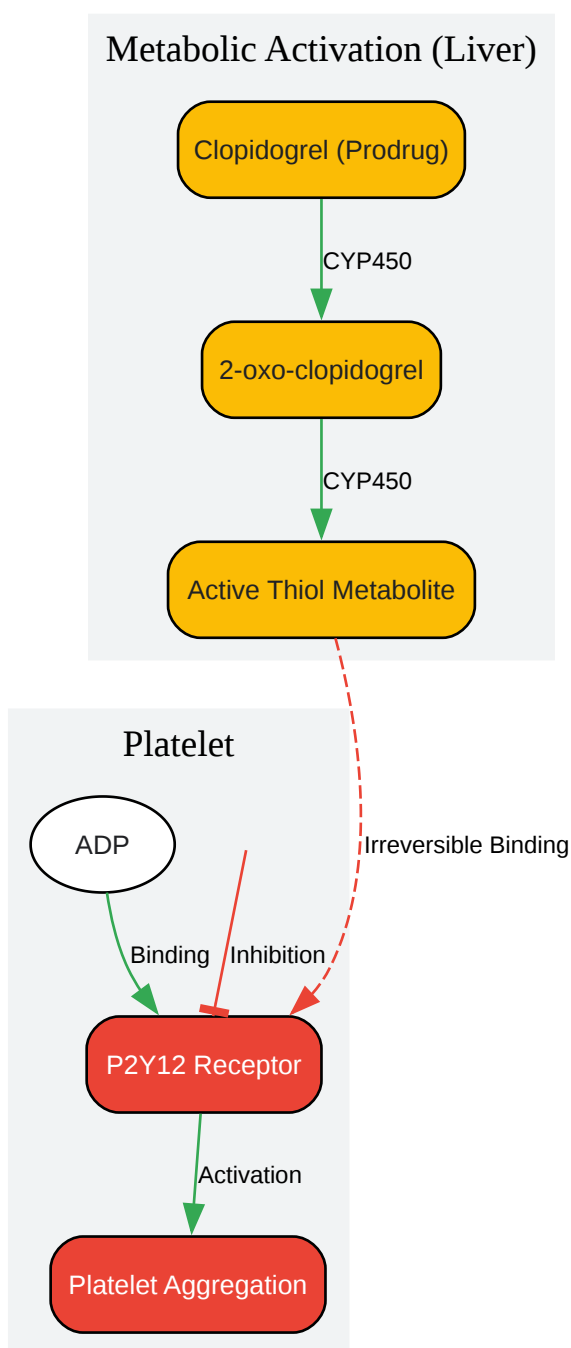 Metabolic Activation (Liver)
Clopidogrel (Prodrug)
CYP450
2-oxo-clopidogrel
CYP450
Active Thiol Metabolite
Platelet
ADP
Irreversible Binding
Binding
Inhibition
P2Y12 Receptor
Activation
Platelet Aggregation